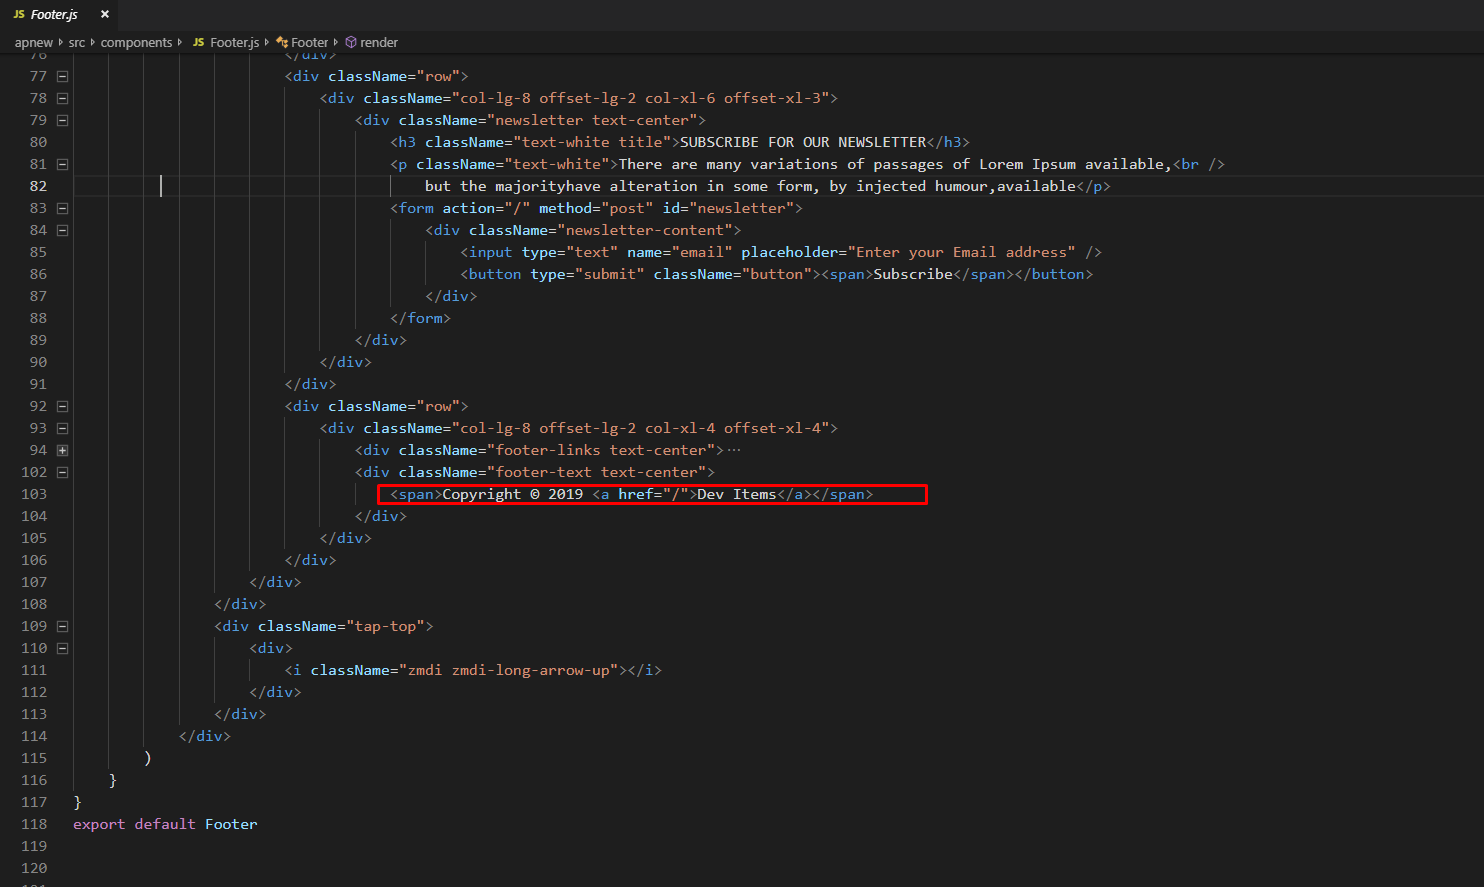 JS Footer.js ×
apnew › src › components › JS Footer.js › Footer › render
76 </div>
77 <div className="row">
78 <div className="col-lg-8 offset-lg-2 col-xl-6 offset-xl-3">
79 <div className="newsletter text-center">
80 <h3 className="text-white title">SUBSCRIBE FOR OUR NEWSLETTER</h3>
81 <p className="text-white">There are many variations of passages of Lorem Ipsum available,<br />
82 but the majorityhave alteration in some form, by injected humour,available</p>
83 <form action="/" method="post" id="newsletter">
84 <div className="newsletter-content">
85 <input type="text" name="email" placeholder="Enter your Email address" />
86 <button type="submit" className="button"><span>Subscribe</span></button>
87 </div>
88 </form>
89 </div>
90 </div>
91 </div>
92 <div className="row">
93 <div className="col-lg-8 offset-lg-2 col-xl-4 offset-xl-4">
94 <div className="footer-links text-center">···
102 <div className="footer-text text-center">
103 <span>Copyright © 2019 <a href="/">Dev Items</a></span>
104 </div>
105 </div>
106 </div>
107 </div>
108 </div>
109 <div className="tap-top">
110 <div>
111 <i className="zmdi zmdi-long-arrow-up"></i>
112 </div>
113 </div>
114 </div>
115 )
116 }
117 }
118 export default Footer
119
120
121